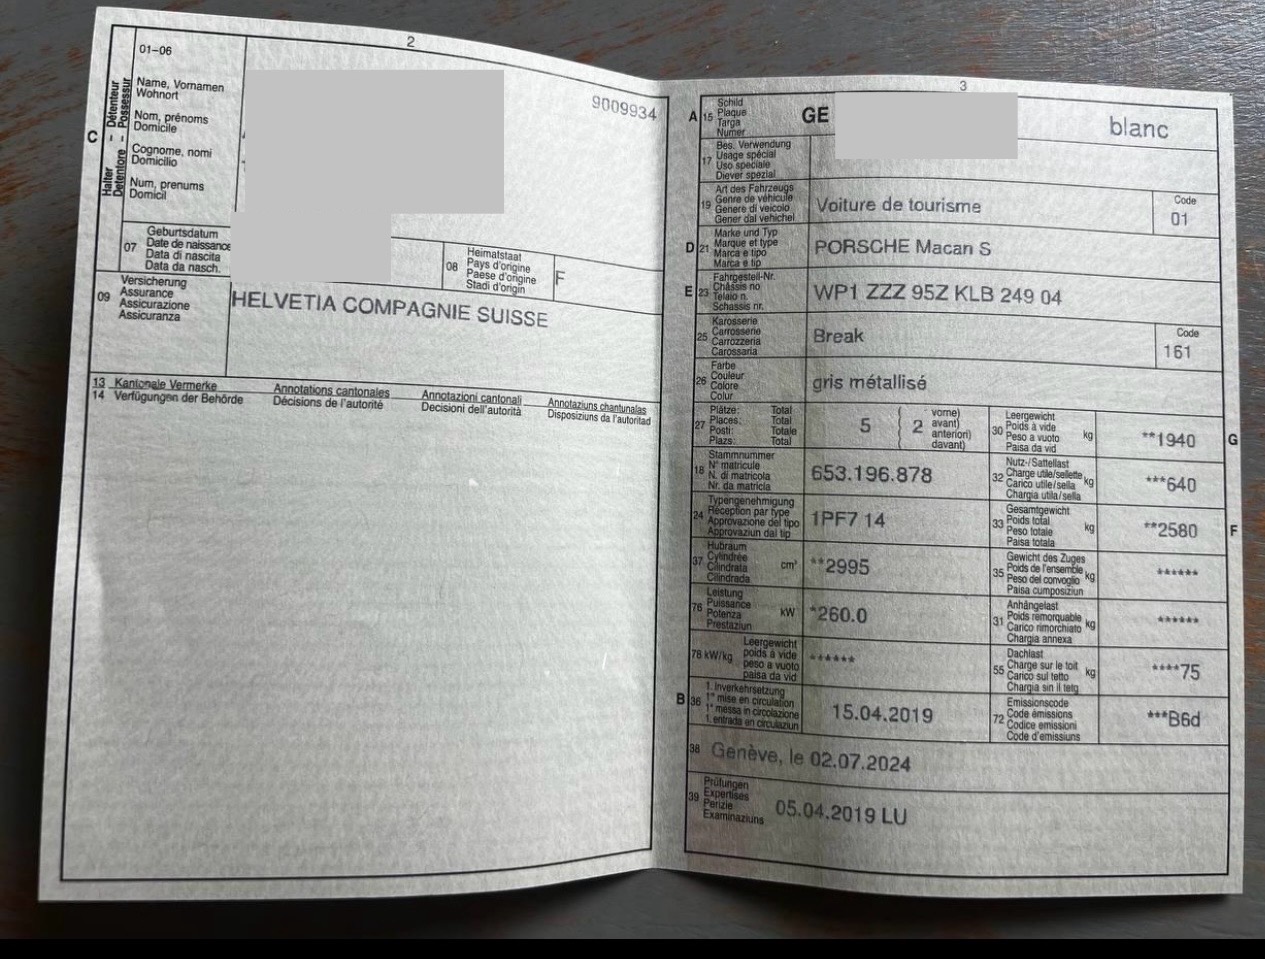 2
01-06
Halter – Détenteur
Detentore – Possessur
C
Name, Vornamen
Wohnort
Nom, prénoms
Domicile
Cognome, nomi
Domicilio
Num, prenums
Domicil
9009934
07
Geburtsdatum
Date de naissance
Data di nascita
Data da nasch.
08
Heimatstaat
Pays d'origine
Paese d'origine
Stadi d'origin
F
09
Versicherung
Assurance
Assicurazione
Assicuranza
HELVETIA COMPAGNIE SUISSE
13 Kantonale Vermerke Annotations cantonales Annotazioni cantonali Annotaziuns chantunalas
14 Verfügungen der Behörde Décisions de l'autorité Decisioni dell'autorità Disposiziuns da l'autoritad
3
A 15
Schild
Plaque
Targa
Numer
GE blanc
17
Bes. Verwendung
Usage spécial
Uso speciale
Diever spezial
19
Art des Fahrzeugs
Genre de véhicule
Genere di veicolo
Gener dal vehichel
Voiture de tourisme
Code
01
D 21
Marke und Typ
Marque et type
Marca e tipo
Marca e tip
PORSCHE Macan S
E 23
Fahrgestell-Nr.
Châssis no
Telaio n.
Schassis nr.
WP1 ZZZ 95Z KLB 249 04
25
Karosserie
Carrosserie
Carrozzeria
Carossaria
Break
Code
161
26
Farbe
Couleur
Colore
Colur
gris métallisé
27
Plätze: Total
Places: Total
Posti: Totale
Plazs: Total
5
2
vorne)
avant)
anteriori)
davant)
30
Leergewicht
Poids à vide
Peso a vuoto
Paisa da vid
kg
**1940
G
18
Stammnummer
N° matricule
N. di matricola
Nr. da matricla
653.196.878
32
Nutz-/Sattellast
Charge utile/sellette
Carico utile/sella
Chargia utila/sella
kg
***640
24
Typengenehmigung
Réception par type
Approvazione del tipo
Approvaziun dal tip
1PF7 14
33
Gesamtgewicht
Poids total
Peso totale
Paisa totala
kg
**2580
F
37
Hubraum
Cylindrée
Cilindrata
Cilindrada
cm³
**2995
35
Gewicht des Zuges
Poids de l'ensemble
Peso del convoglio
Paisa cumposiziun
kg
******
76
Leistung
Puissance
Potenza
Prestaziun
kW
*260.0
31
Anhängelast
Poids remorquable
Carico rimorchiato
Chargia annexa
kg
******
78 kW/kg
Leergewicht
poids à vide
peso a vuoto
paisa da vid
******
55
Dachlast
Charge sur le toit
Carico sul tetto
Chargia sin il tetg
kg
****75
B 36
1. Inverkehrsetzung
1re mise en circulation
1a messa in circolazione
1. entrada en circulaziun
15.04.2019
72
Emissionscode
Code émissions
Codice emissioni
Code d'emissiuns
***B6d
38 Genève, le 02.07.2024
39
Prüfungen
Expertises
Perizie
Examinaziuns
05.04.2019 LU